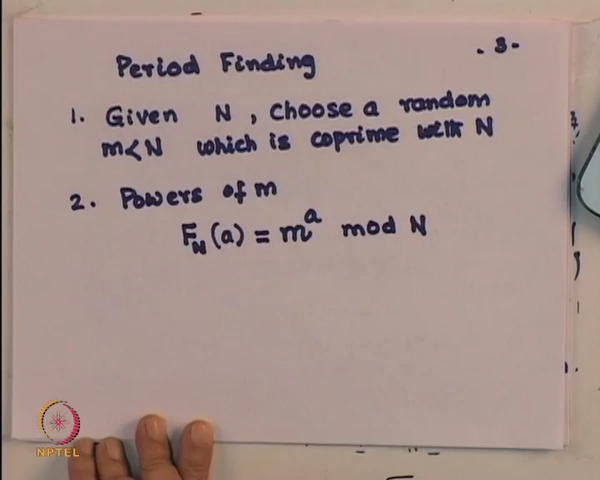 - 3 -
Period Finding
1. Given N, choose a random
m<N which is coprime with N
2. Powers of m
F_N(a) = m^a mod N
NPTEL